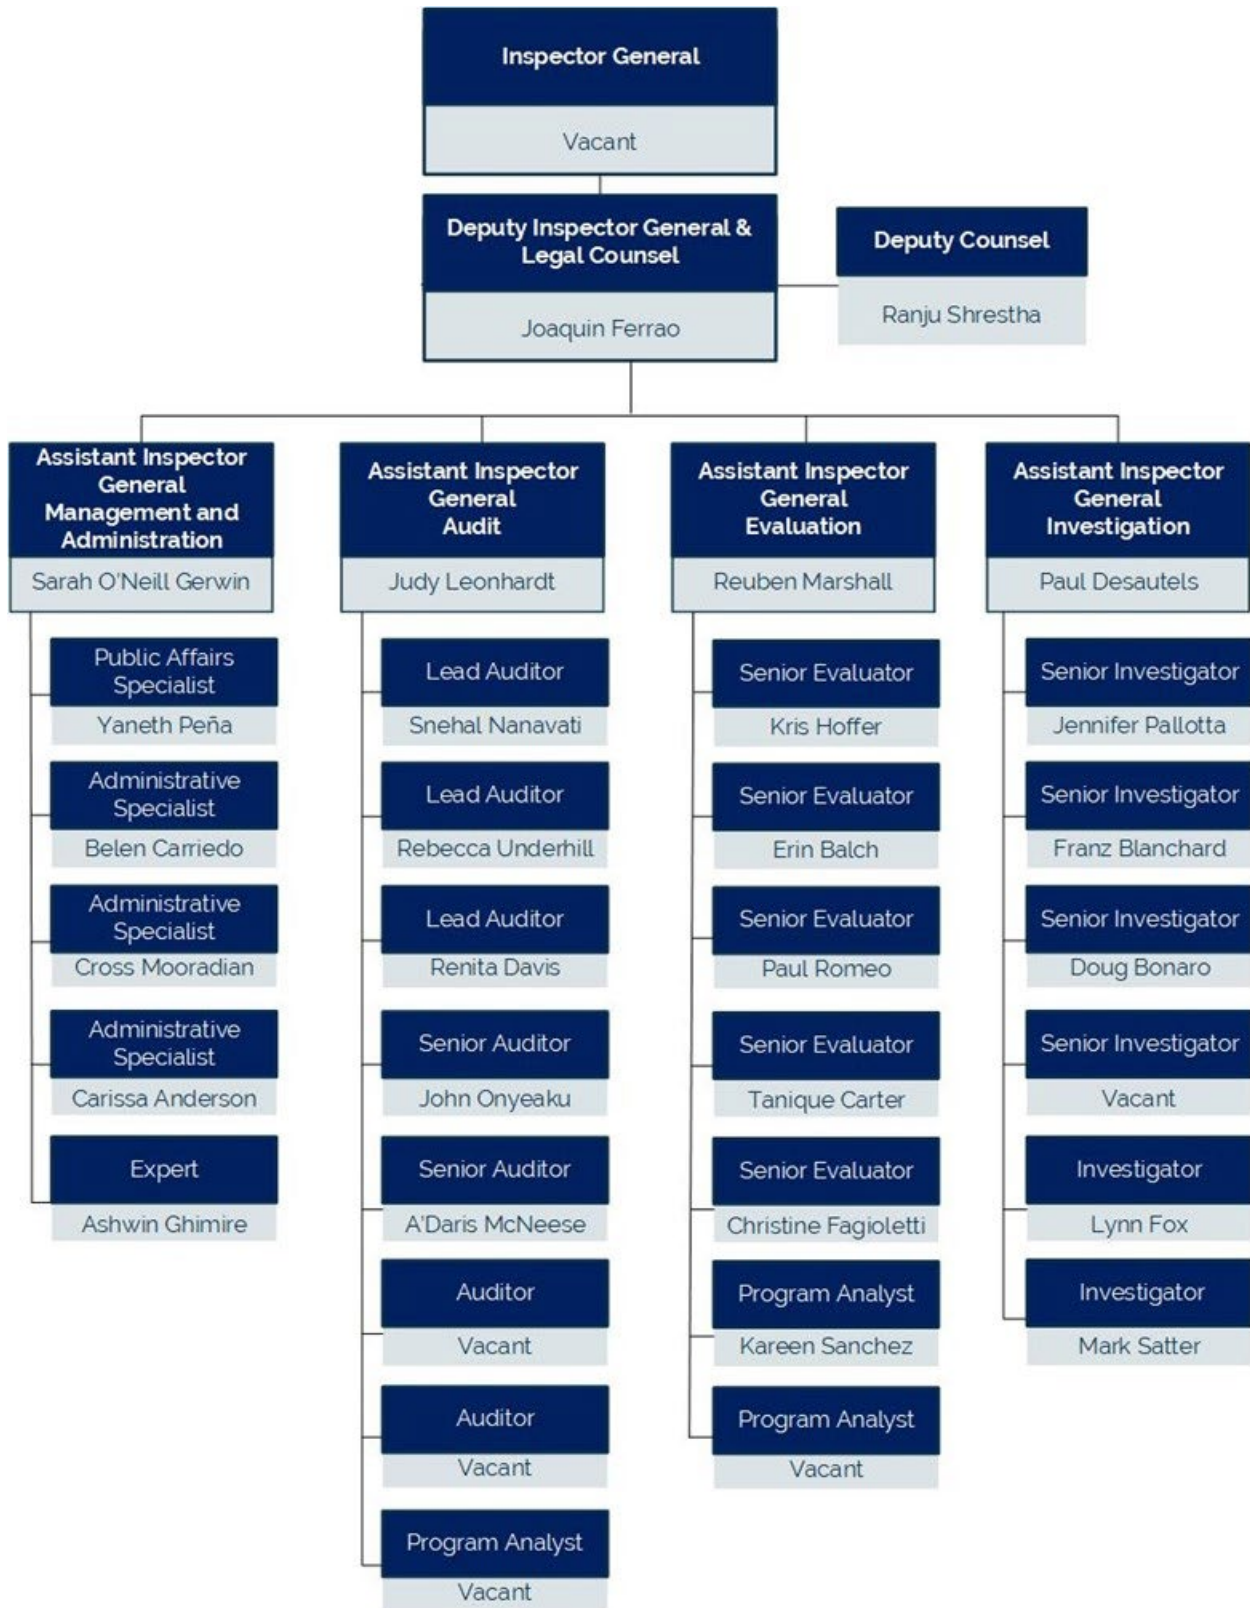 Inspector General
Vacant
Deputy Inspector General &
Legal Counsel
Joaquin Ferrao
Deputy Counsel
Ranju Shrestha
Assistant Inspector
General
Management and
Administration
Sarah O'Neill Gerwin
Public Affairs
Specialist
Yaneth Peña
Administrative
Specialist
Belen Carriedo
Administrative
Specialist
Cross Mooradian
Administrative
Specialist
Carissa Anderson
Expert
Ashwin Ghimire
Assistant Inspector
General
Audit
Judy Leonhardt
Lead Auditor
Snehal Nanavati
Lead Auditor
Rebecca Underhill
Lead Auditor
Renita Davis
Senior Auditor
John Onyeaku
Senior Auditor
A'Daris McNeese
Auditor
Vacant
Auditor
Vacant
Program Analyst
Vacant
Assistant Inspector
General
Evaluation
Reuben Marshall
Senior Evaluator
Kris Hoffer
Senior Evaluator
Erin Balch
Senior Evaluator
Paul Romeo
Senior Evaluator
Tanique Carter
Senior Evaluator
Christine Fagioletti
Program Analyst
Kareen Sanchez
Program Analyst
Vacant
Assistant Inspector
General
Investigation
Paul Desautels
Senior Investigator
Jennifer Pallotta
Senior Investigator
Franz Blanchard
Senior Investigator
Doug Bonaro
Senior Investigator
Vacant
Investigator
Lynn Fox
Investigator
Mark Satter